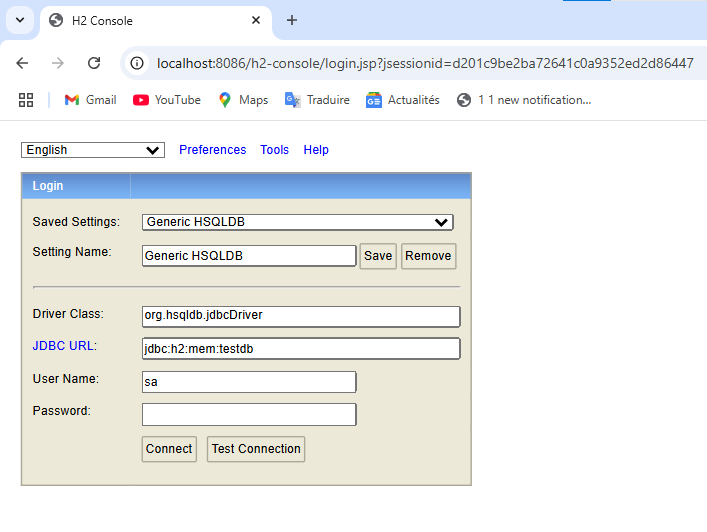 H2 Console
localhost:8086/h2-console/login.jsp?jsessionid=d201c9be2ba72641c0a9352ed2d86447
Gmail YouTube Maps Traduire Actualités 1 1 new notification...
English Preferences Tools Help
Login
Saved Settings: Generic HSQLDB
Setting Name: Generic HSQLDB Save Remove
Driver Class: org.hsqldb.jdbcDriver
JDBC URL: jdbc:h2:mem:testdb
User Name: sa
Password:
Connect Test Connection